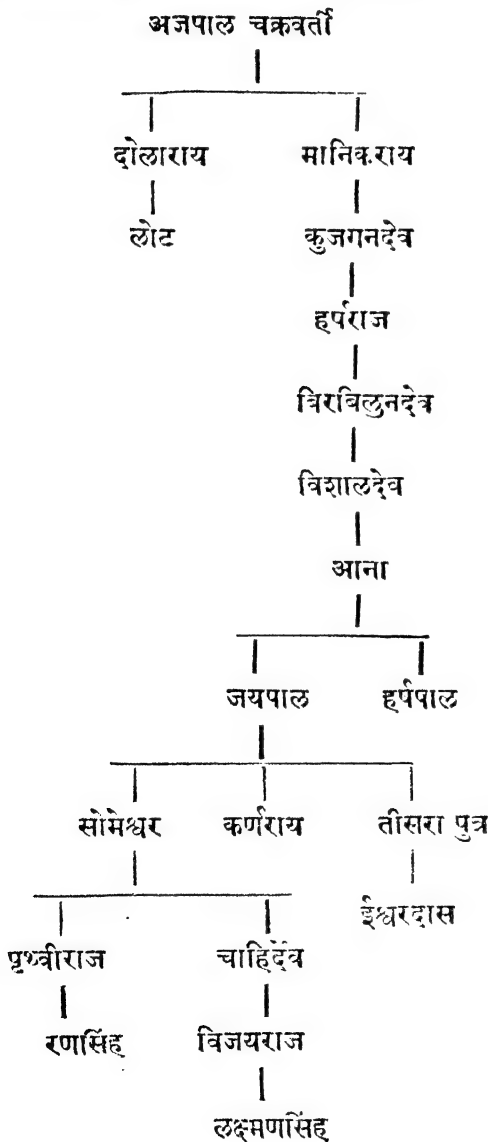 अजपाल चक्रवर्ती
दोलाराय मानिकराय
लोट कुजगनदेव
हर्षराज
विरबिलुनदेव
विशालदेव
आना
जयपाल हर्षपाल
सोमेश्वर कर्णराय तीसरा पुत्र
ईश्वरदास
पृथ्वीराज चाहिर्देव
रणसिंह विजयराज
लक्ष्मणसिंह